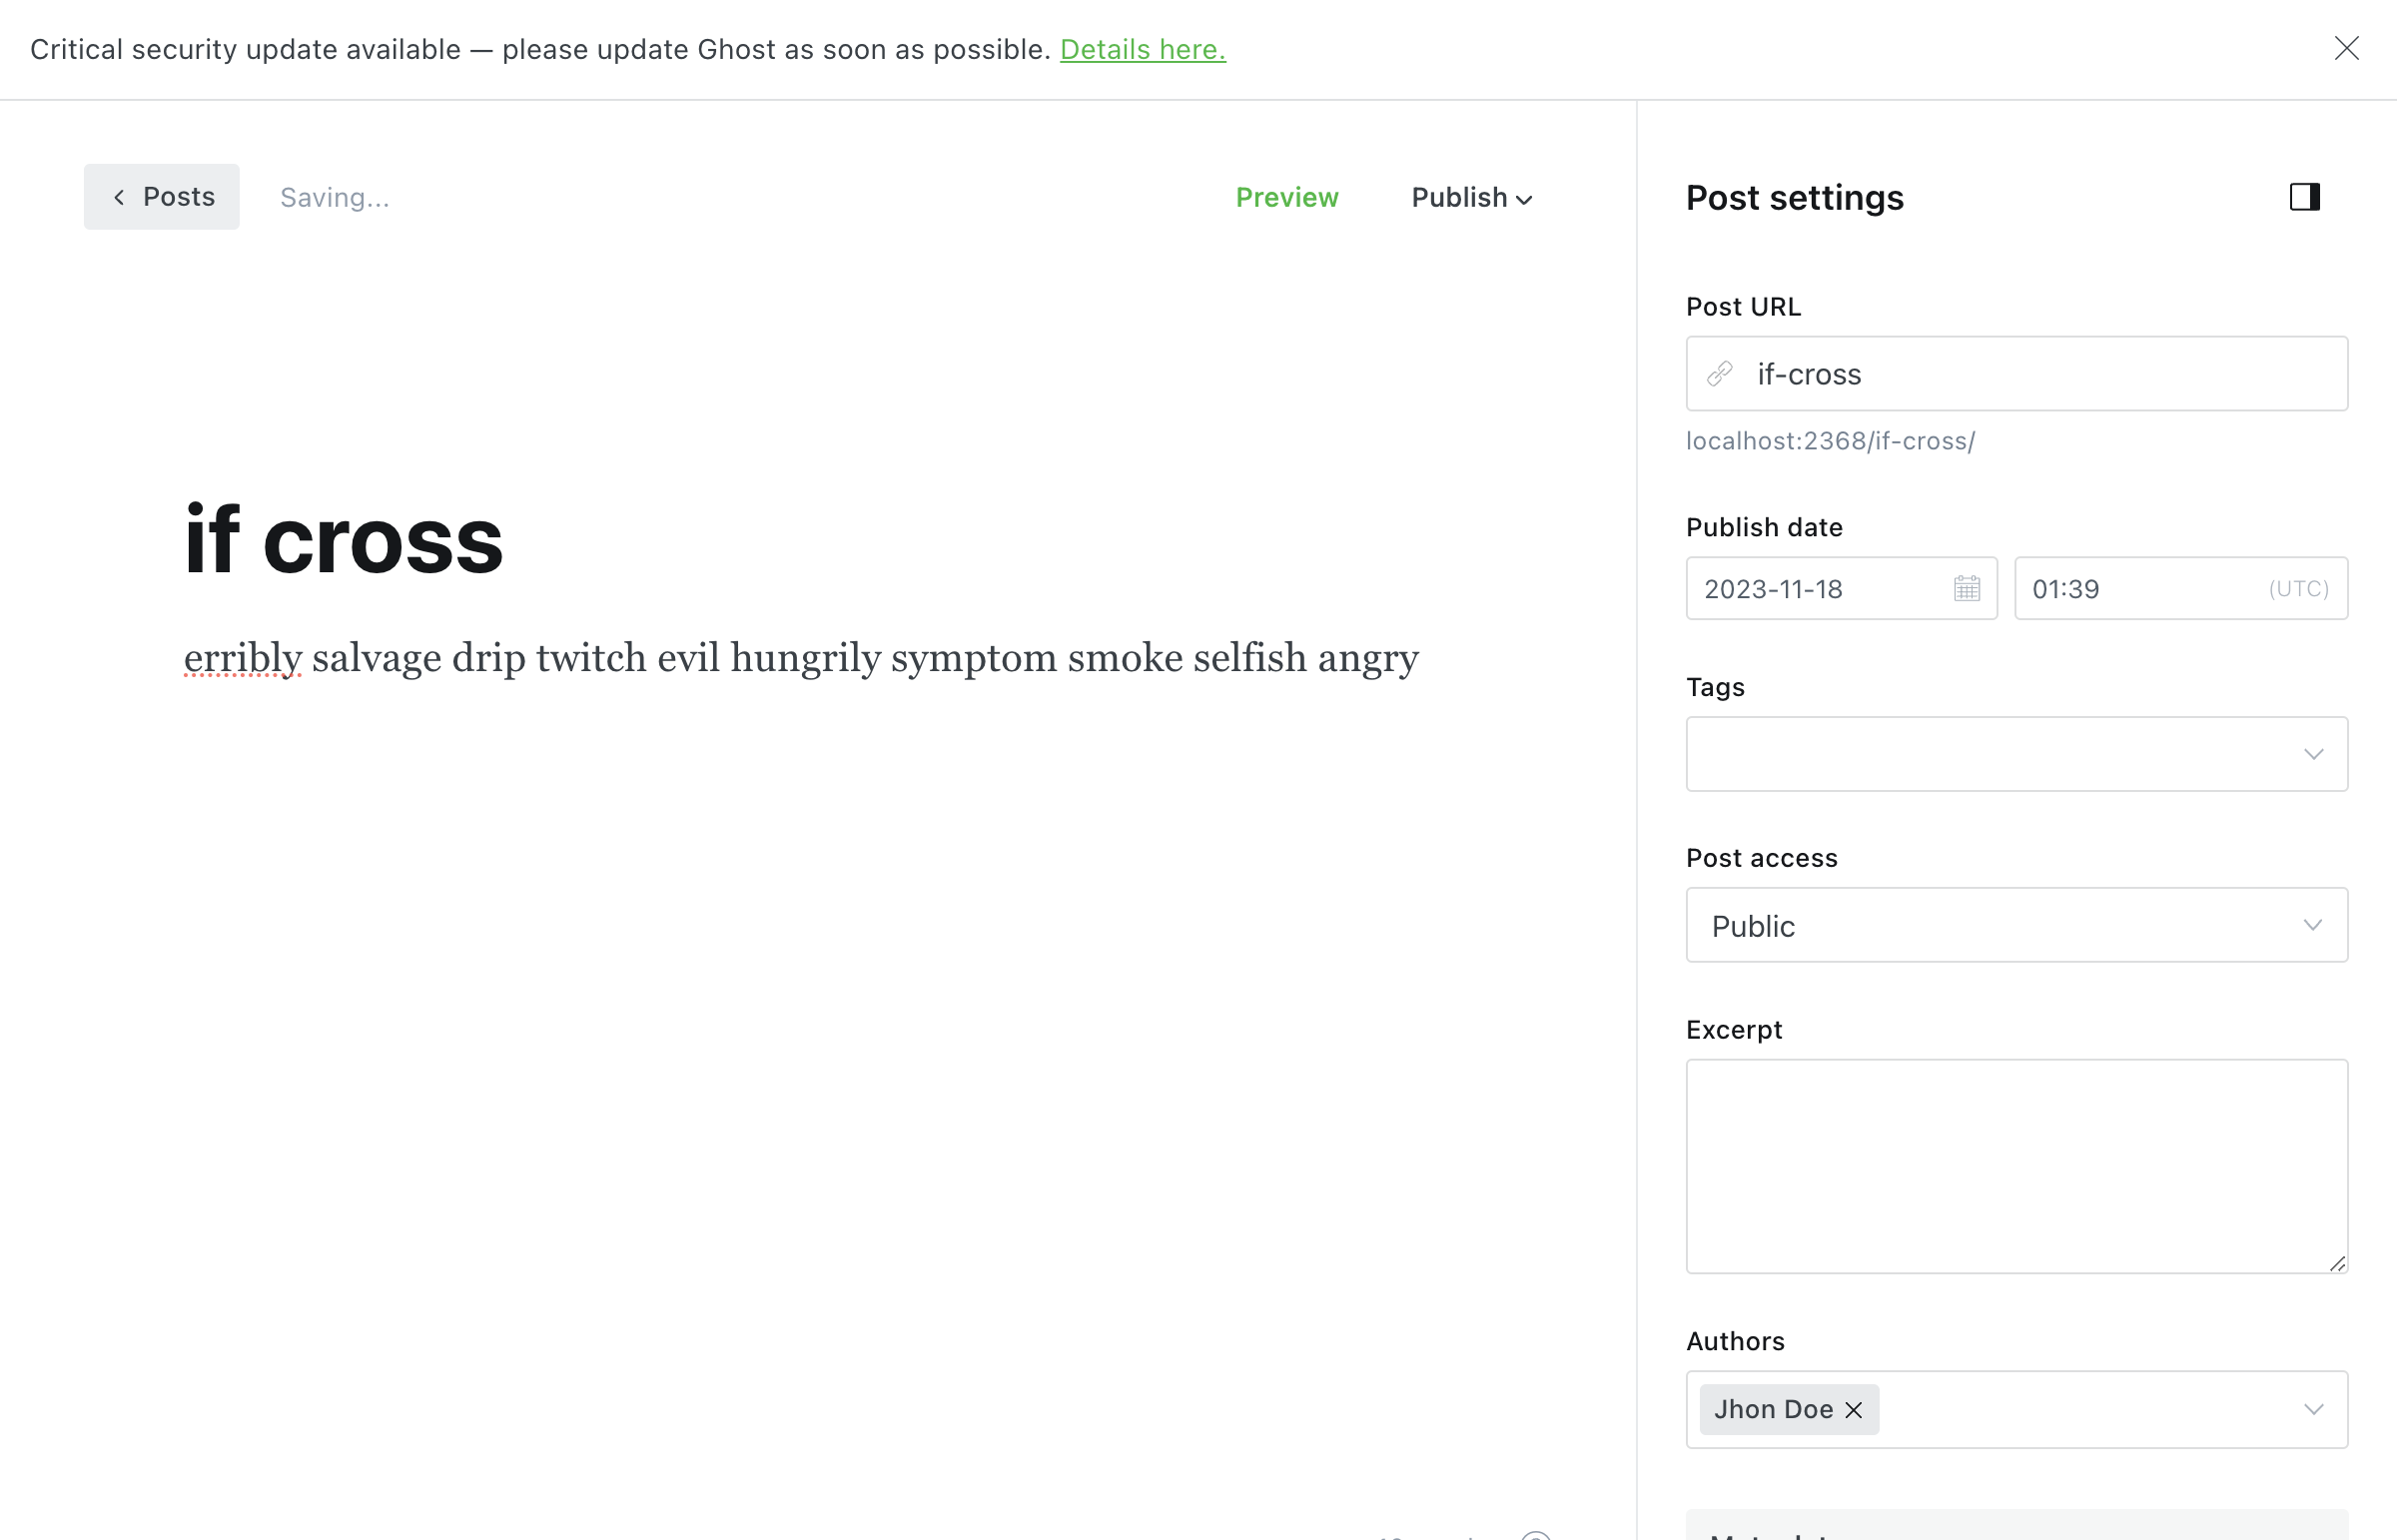 Critical security update available — please update Ghost as soon as possible. Details here.
Posts
Saving...
Preview
Publish
Post settings
Post URL
if-cross
localhost:2368/if-cross/
if cross
erribly salvage drip twitch evil hungrily symptom smoke selfish angry
Publish date
2023-11-18
01:39
(UTC)
Tags
Post access
Public
Excerpt
Authors
Jhon Doe